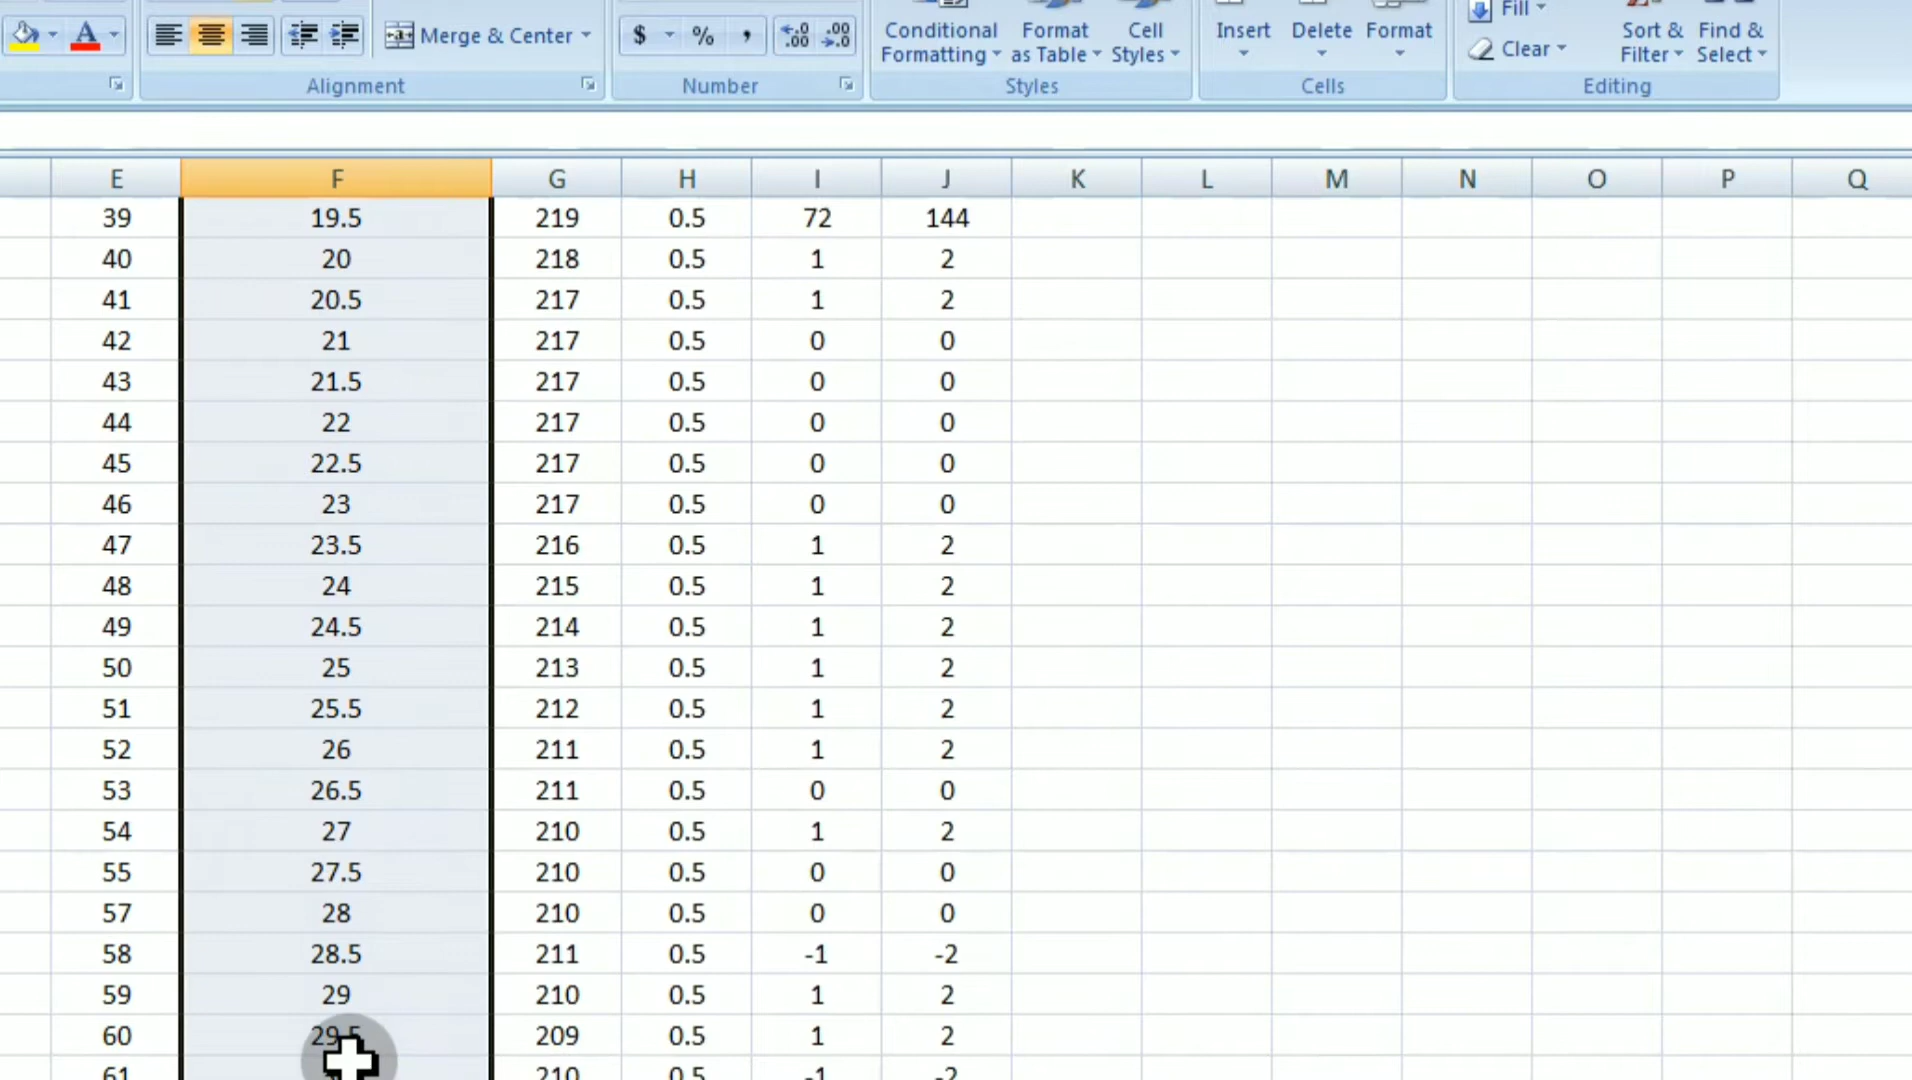 Conditional Formatting
Format as Table
Cell Styles
Insert
Delete
Format
Fill
Clear
Sort & Filter
Find & Select
A
Merge & Center
$ % ,
.0 .00
.00 .0
Alignment
Number
Styles
Cells
Editing
E F G H I J K L M N O P Q
39 19.5 219 0.5 72 144
40 20 218 0.5 1 2
41 20.5 217 0.5 1 2
42 21 217 0.5 0 0
43 21.5 217 0.5 0 0
44 22 217 0.5 0 0
45 22.5 217 0.5 0 0
46 23 217 0.5 0 0
47 23.5 216 0.5 1 2
48 24 215 0.5 1 2
49 24.5 214 0.5 1 2
50 25 213 0.5 1 2
51 25.5 212 0.5 1 2
52 26 211 0.5 1 2
53 26.5 211 0.5 0 0
54 27 210 0.5 1 2
55 27.5 210 0.5 0 0
57 28 210 0.5 0 0
58 28.5 211 0.5 -1 -2
59 29 210 0.5 1 2
60 29.5 209 0.5 1 2
61 210 0.5 -1 -2